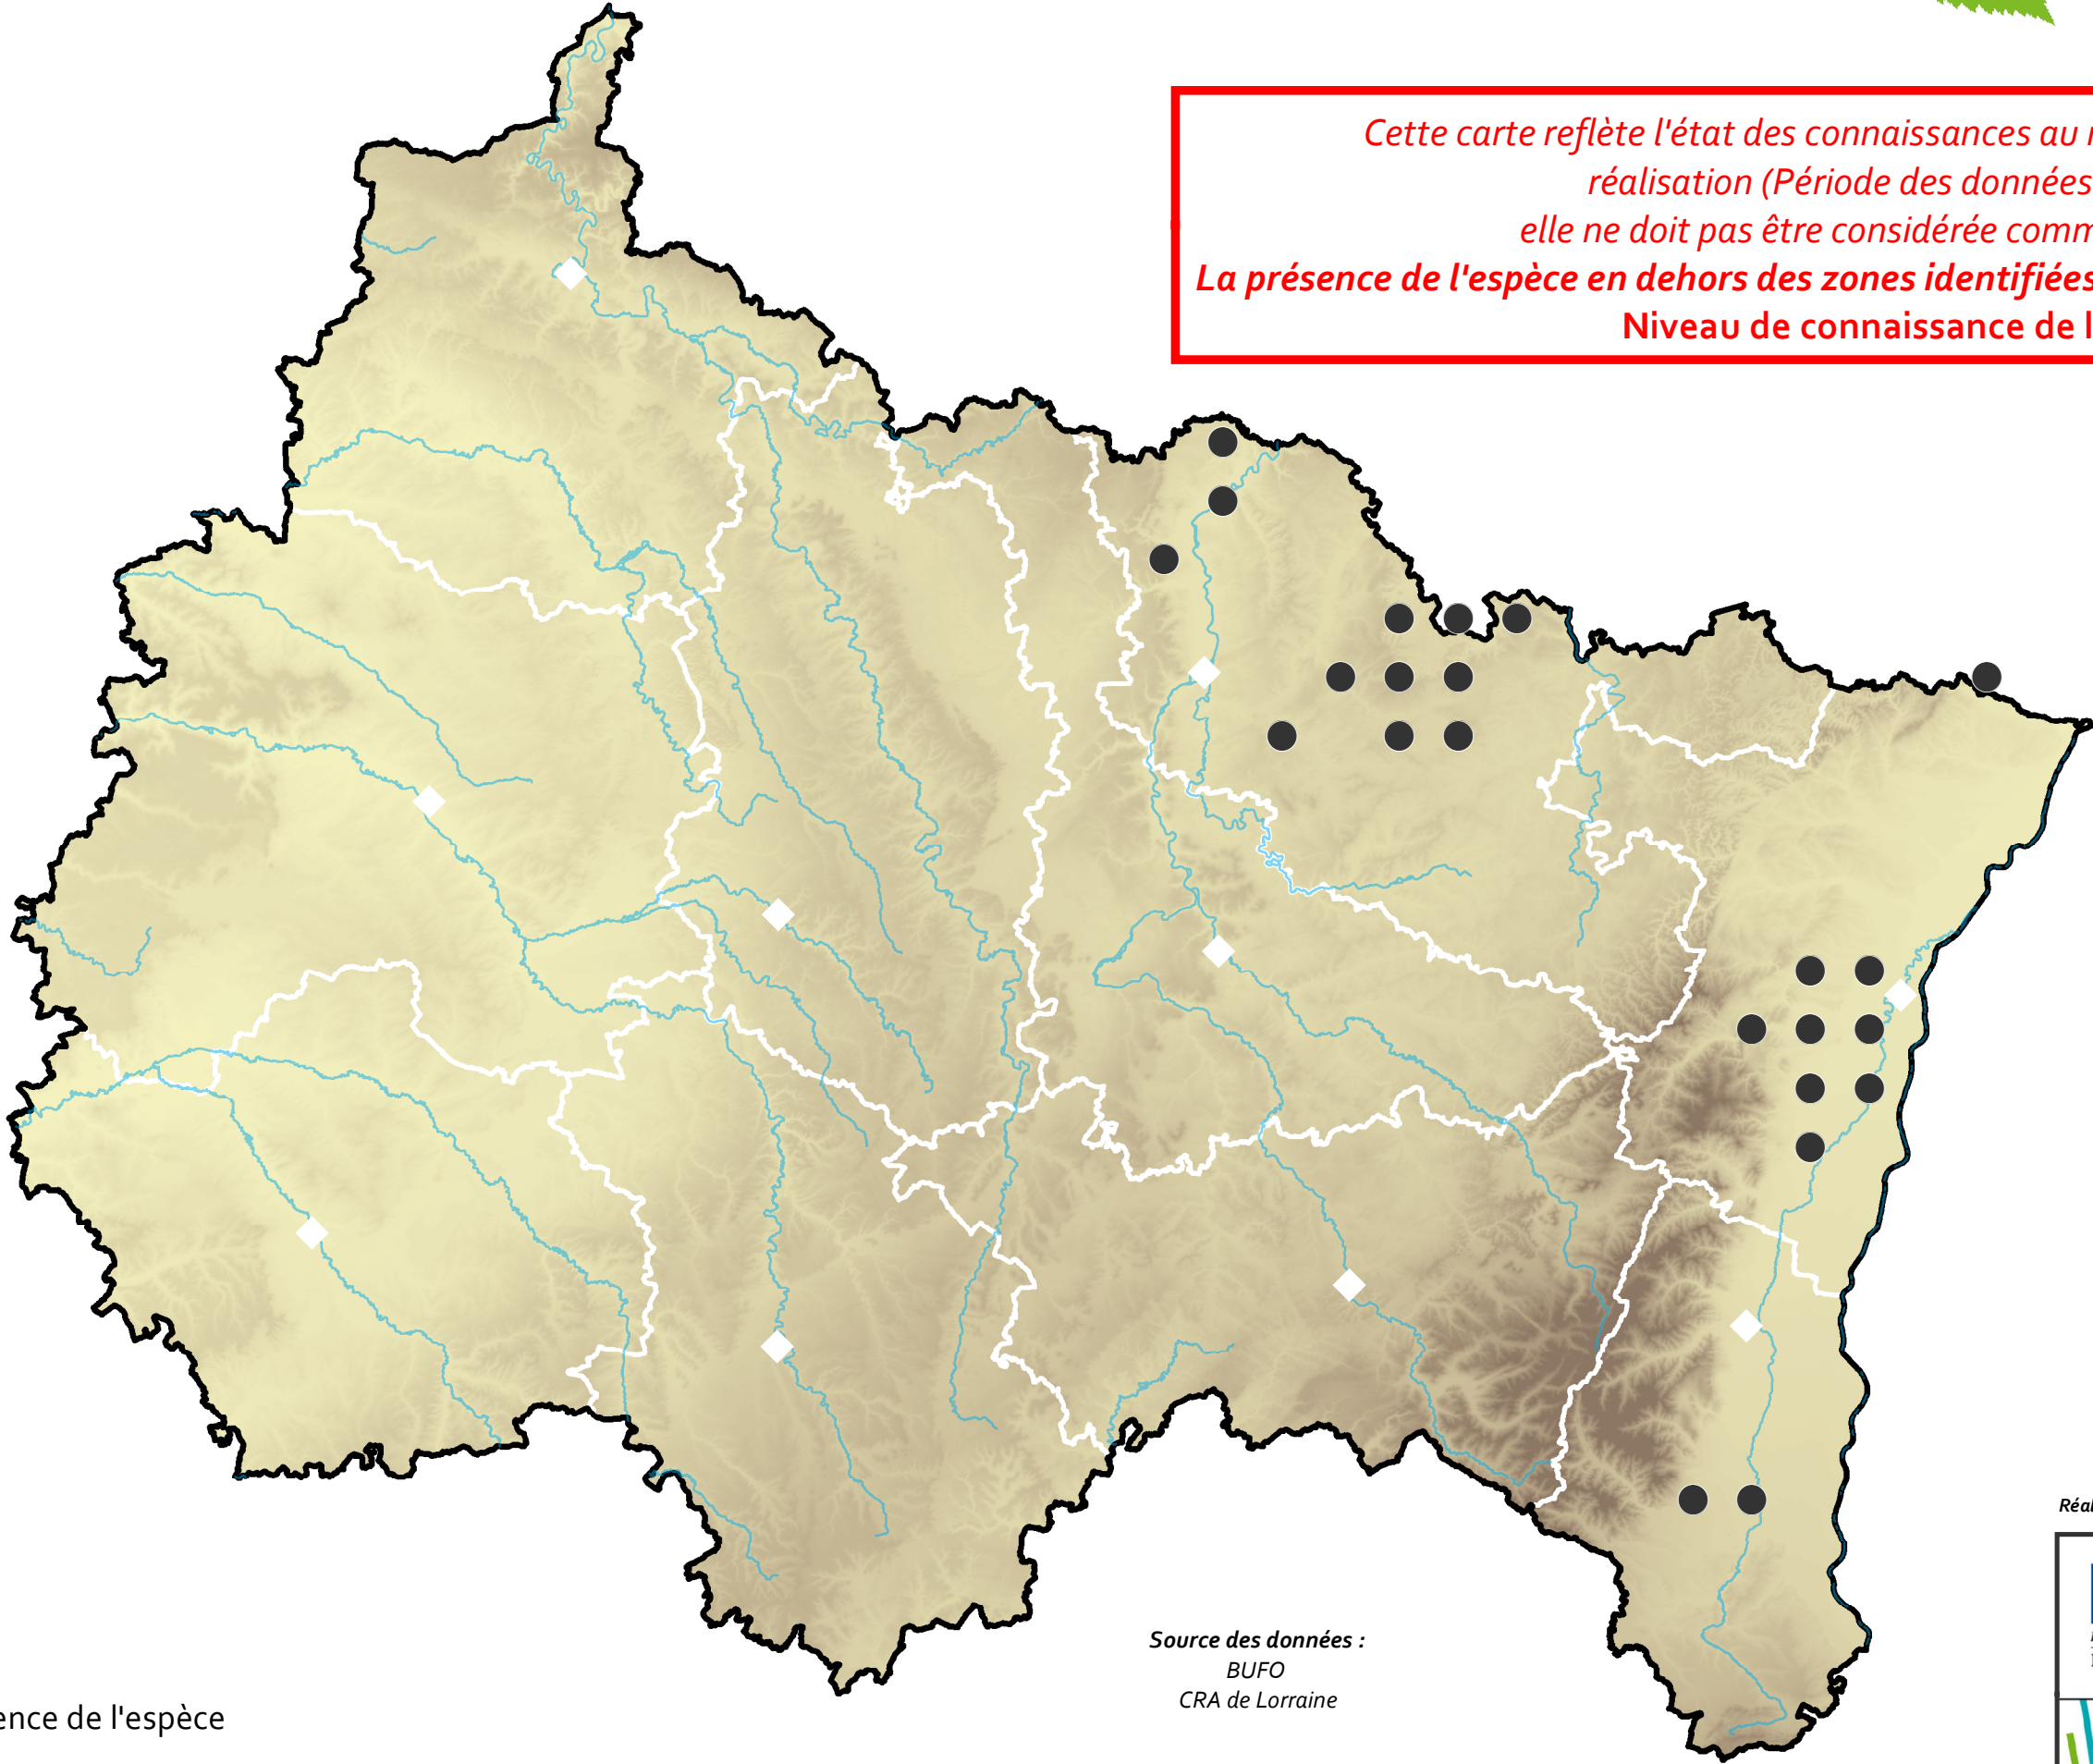 Cette carte reflète l'état des connaissances au
réalisation (Période des données
elle ne doit pas être considérée
La présence de l'espèce en dehors des zones identifiées
Niveau de connaissance de
Source des données :
BUFO
CRA de Lorraine
de l'espèce